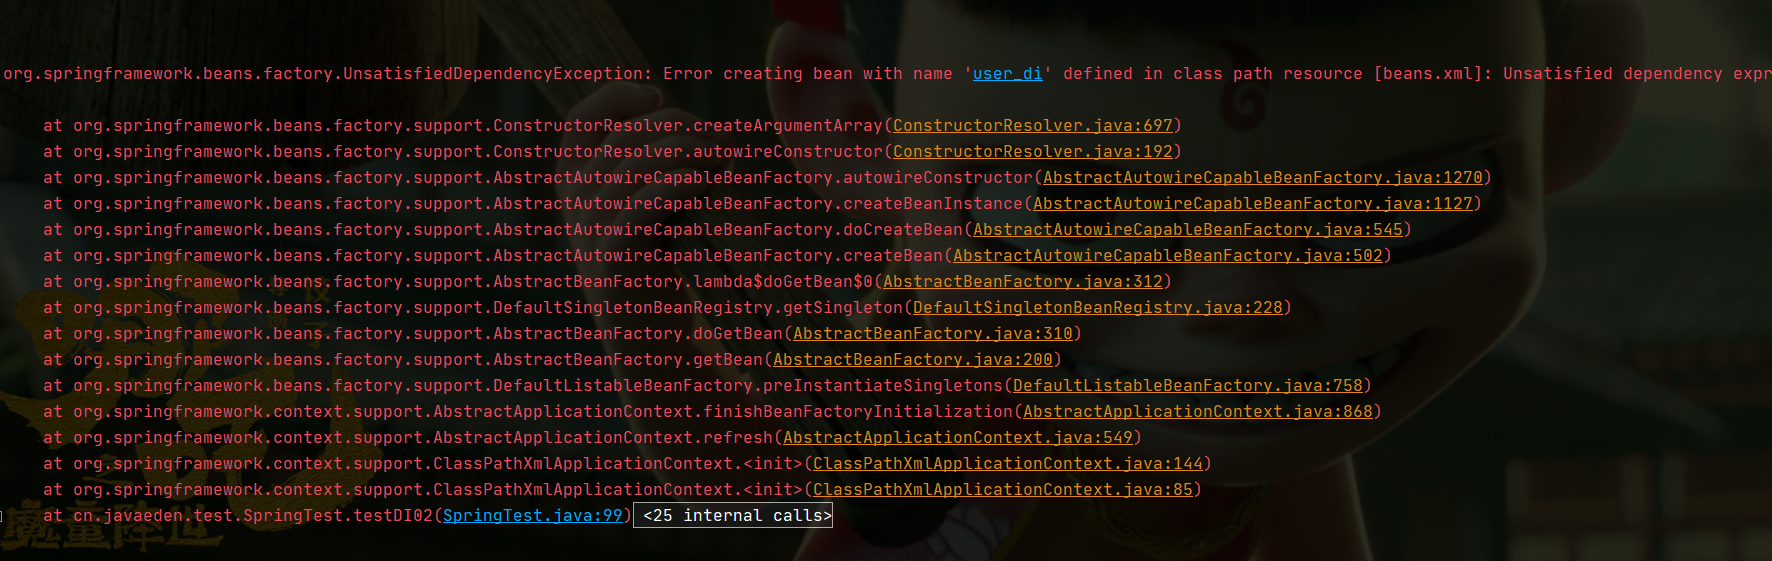 org.springframework.beans.factory.UnsatisfiedDependencyException: Error creating bean with name 'user_di' defined in class path resource [beans.xml]: Unsatisfied dependency expr
at org.springframework.beans.factory.support.ConstructorResolver.createArgumentArray(ConstructorResolver.java:697)
at org.springframework.beans.factory.support.ConstructorResolver.autowireConstructor(ConstructorResolver.java:192)
at org.springframework.beans.factory.support.AbstractAutowireCapableBeanFactory.autowireConstructor(AbstractAutowireCapableBeanFactory.java:1270)
at org.springframework.beans.factory.support.AbstractAutowireCapableBeanFactory.createBeanInstance(AbstractAutowireCapableBeanFactory.java:1127)
at org.springframework.beans.factory.support.AbstractAutowireCapableBeanFactory.doCreateBean(AbstractAutowireCapableBeanFactory.java:545)
at org.springframework.beans.factory.support.AbstractAutowireCapableBeanFactory.createBean(AbstractAutowireCapableBeanFactory.java:502)
at org.springframework.beans.factory.support.AbstractBeanFactory.lambda$doGetBean$0(AbstractBeanFactory.java:312)
at org.springframework.beans.factory.support.DefaultSingletonBeanRegistry.getSingleton(DefaultSingletonBeanRegistry.java:228)
at org.springframework.beans.factory.support.AbstractBeanFactory.doGetBean(AbstractBeanFactory.java:310)
at org.springframework.beans.factory.support.AbstractBeanFactory.getBean(AbstractBeanFactory.java:200)
at org.springframework.beans.factory.support.DefaultListableBeanFactory.preInstantiateSingletons(DefaultListableBeanFactory.java:758)
at org.springframework.context.support.AbstractApplicationContext.finishBeanFactoryInitialization(AbstractApplicationContext.java:868)
at org.springframework.context.support.AbstractApplicationContext.refresh(AbstractApplicationContext.java:549)
at org.springframework.context.support.ClassPathXmlApplicationContext.<init>(ClassPathXmlApplicationContext.java:144)
at org.springframework.context.support.ClassPathXmlApplicationContext.<init>(ClassPathXmlApplicationContext.java:85)
at cn.javaeden.test.SpringTest.testDI02(SpringTest.java:99) <25 internal calls>
魔童降世